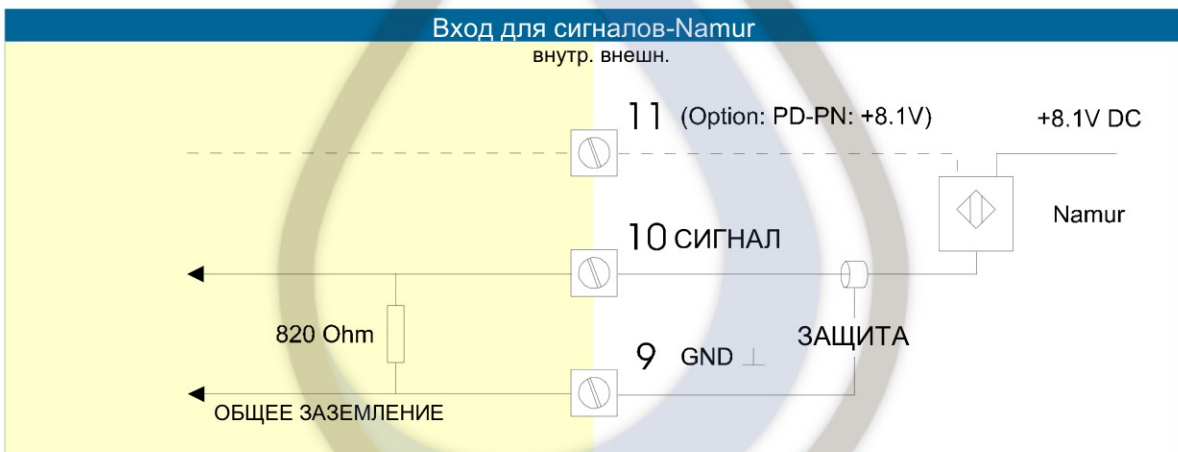 Вход для сигналов-Namur
внутр. внешн.
11 (Option: PD-PN: +8.1V)
+8.1V DC
Namur
10 СИГНАЛ
820 Ohm
ЗАЩИТА
9 GND
ОБЩЕЕ ЗАЗЕМЛЕНИЕ